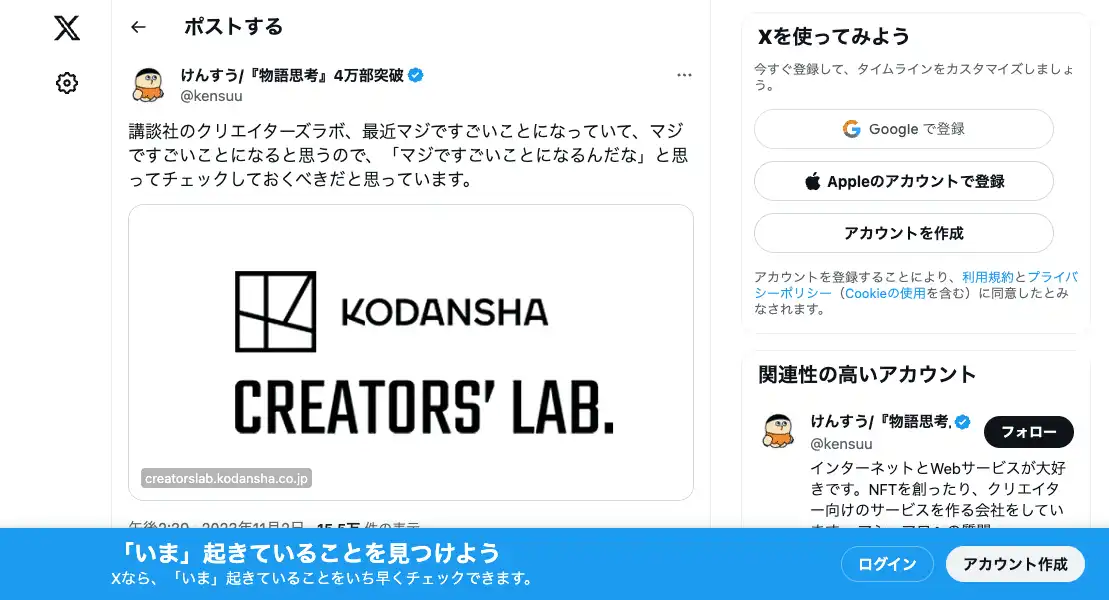 ポストする
けんすう/『物語思考』4万部突破
@kensuu
講談社のクリエイターズラボ、最近マジですごいことになっていて、マジ
ですごいことになると思うので、「マジですごいことになるんだな」と思
ってチェックしておくべきだと思っています。
KODANSHA
CREATORS' LAB.
creatorslab.kodansha.co.jp
午後2:30 · 2023年11月2日 · 15.5万 件の表示
Xを使ってみよう
今すぐ登録して、タイムラインをカスタマイズしましょ
う。
Google で登録
Appleのアカウントで登録
アカウントを作成
アカウントを登録することにより、利用規約とプライバ
シーポリシー（Cookieの使用を含む）に同意したとみ
なされます。
関連性の高いアカウント
けんすう/『物語思考』
@kensuu
フォロー
インターネットとWebサービスが大好
きです。NFTを創ったり、クリエイタ
ー向けのサービスを作る会社をしてい
「いま」起きていることを見つけよう
Xなら、「いま」起きていることをいち早くチェックできます。
ログイン
アカウント作成